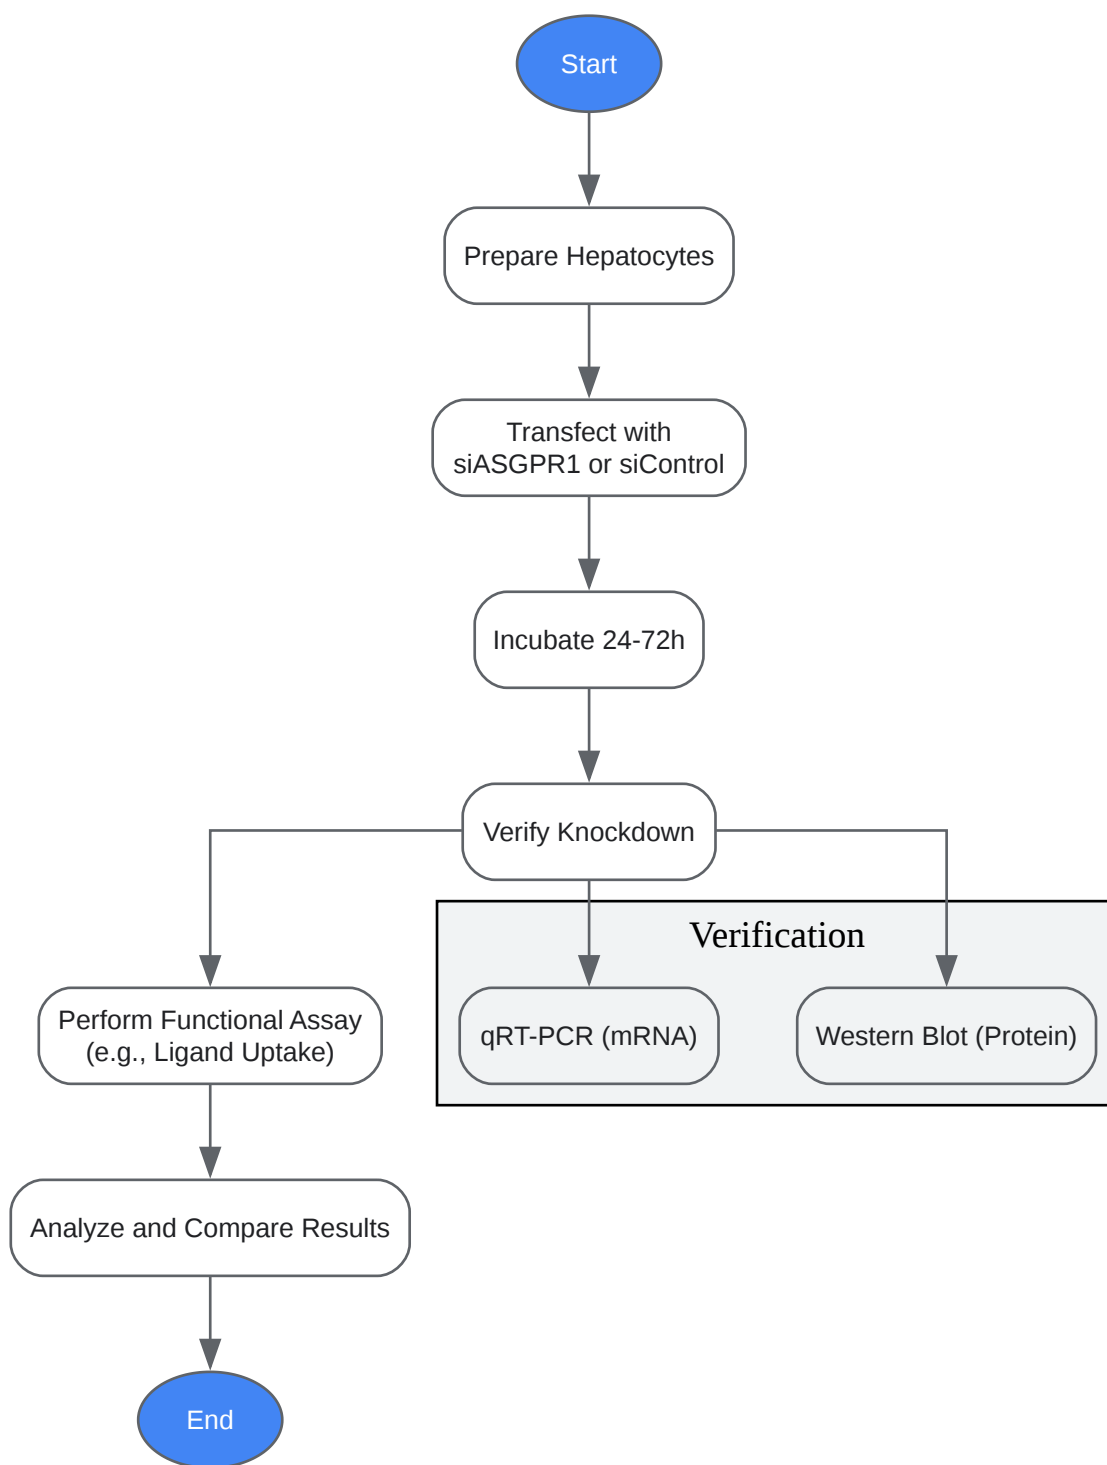 Start
Prepare Hepatocytes
Transfect with
siASGPR1 or siControl
Incubate 24-72h
Verify Knockdown
Verification
Perform Functional Assay
(e.g., Ligand Uptake)
qRT-PCR (mRNA)
Western Blot (Protein)
Analyze and Compare Results
End